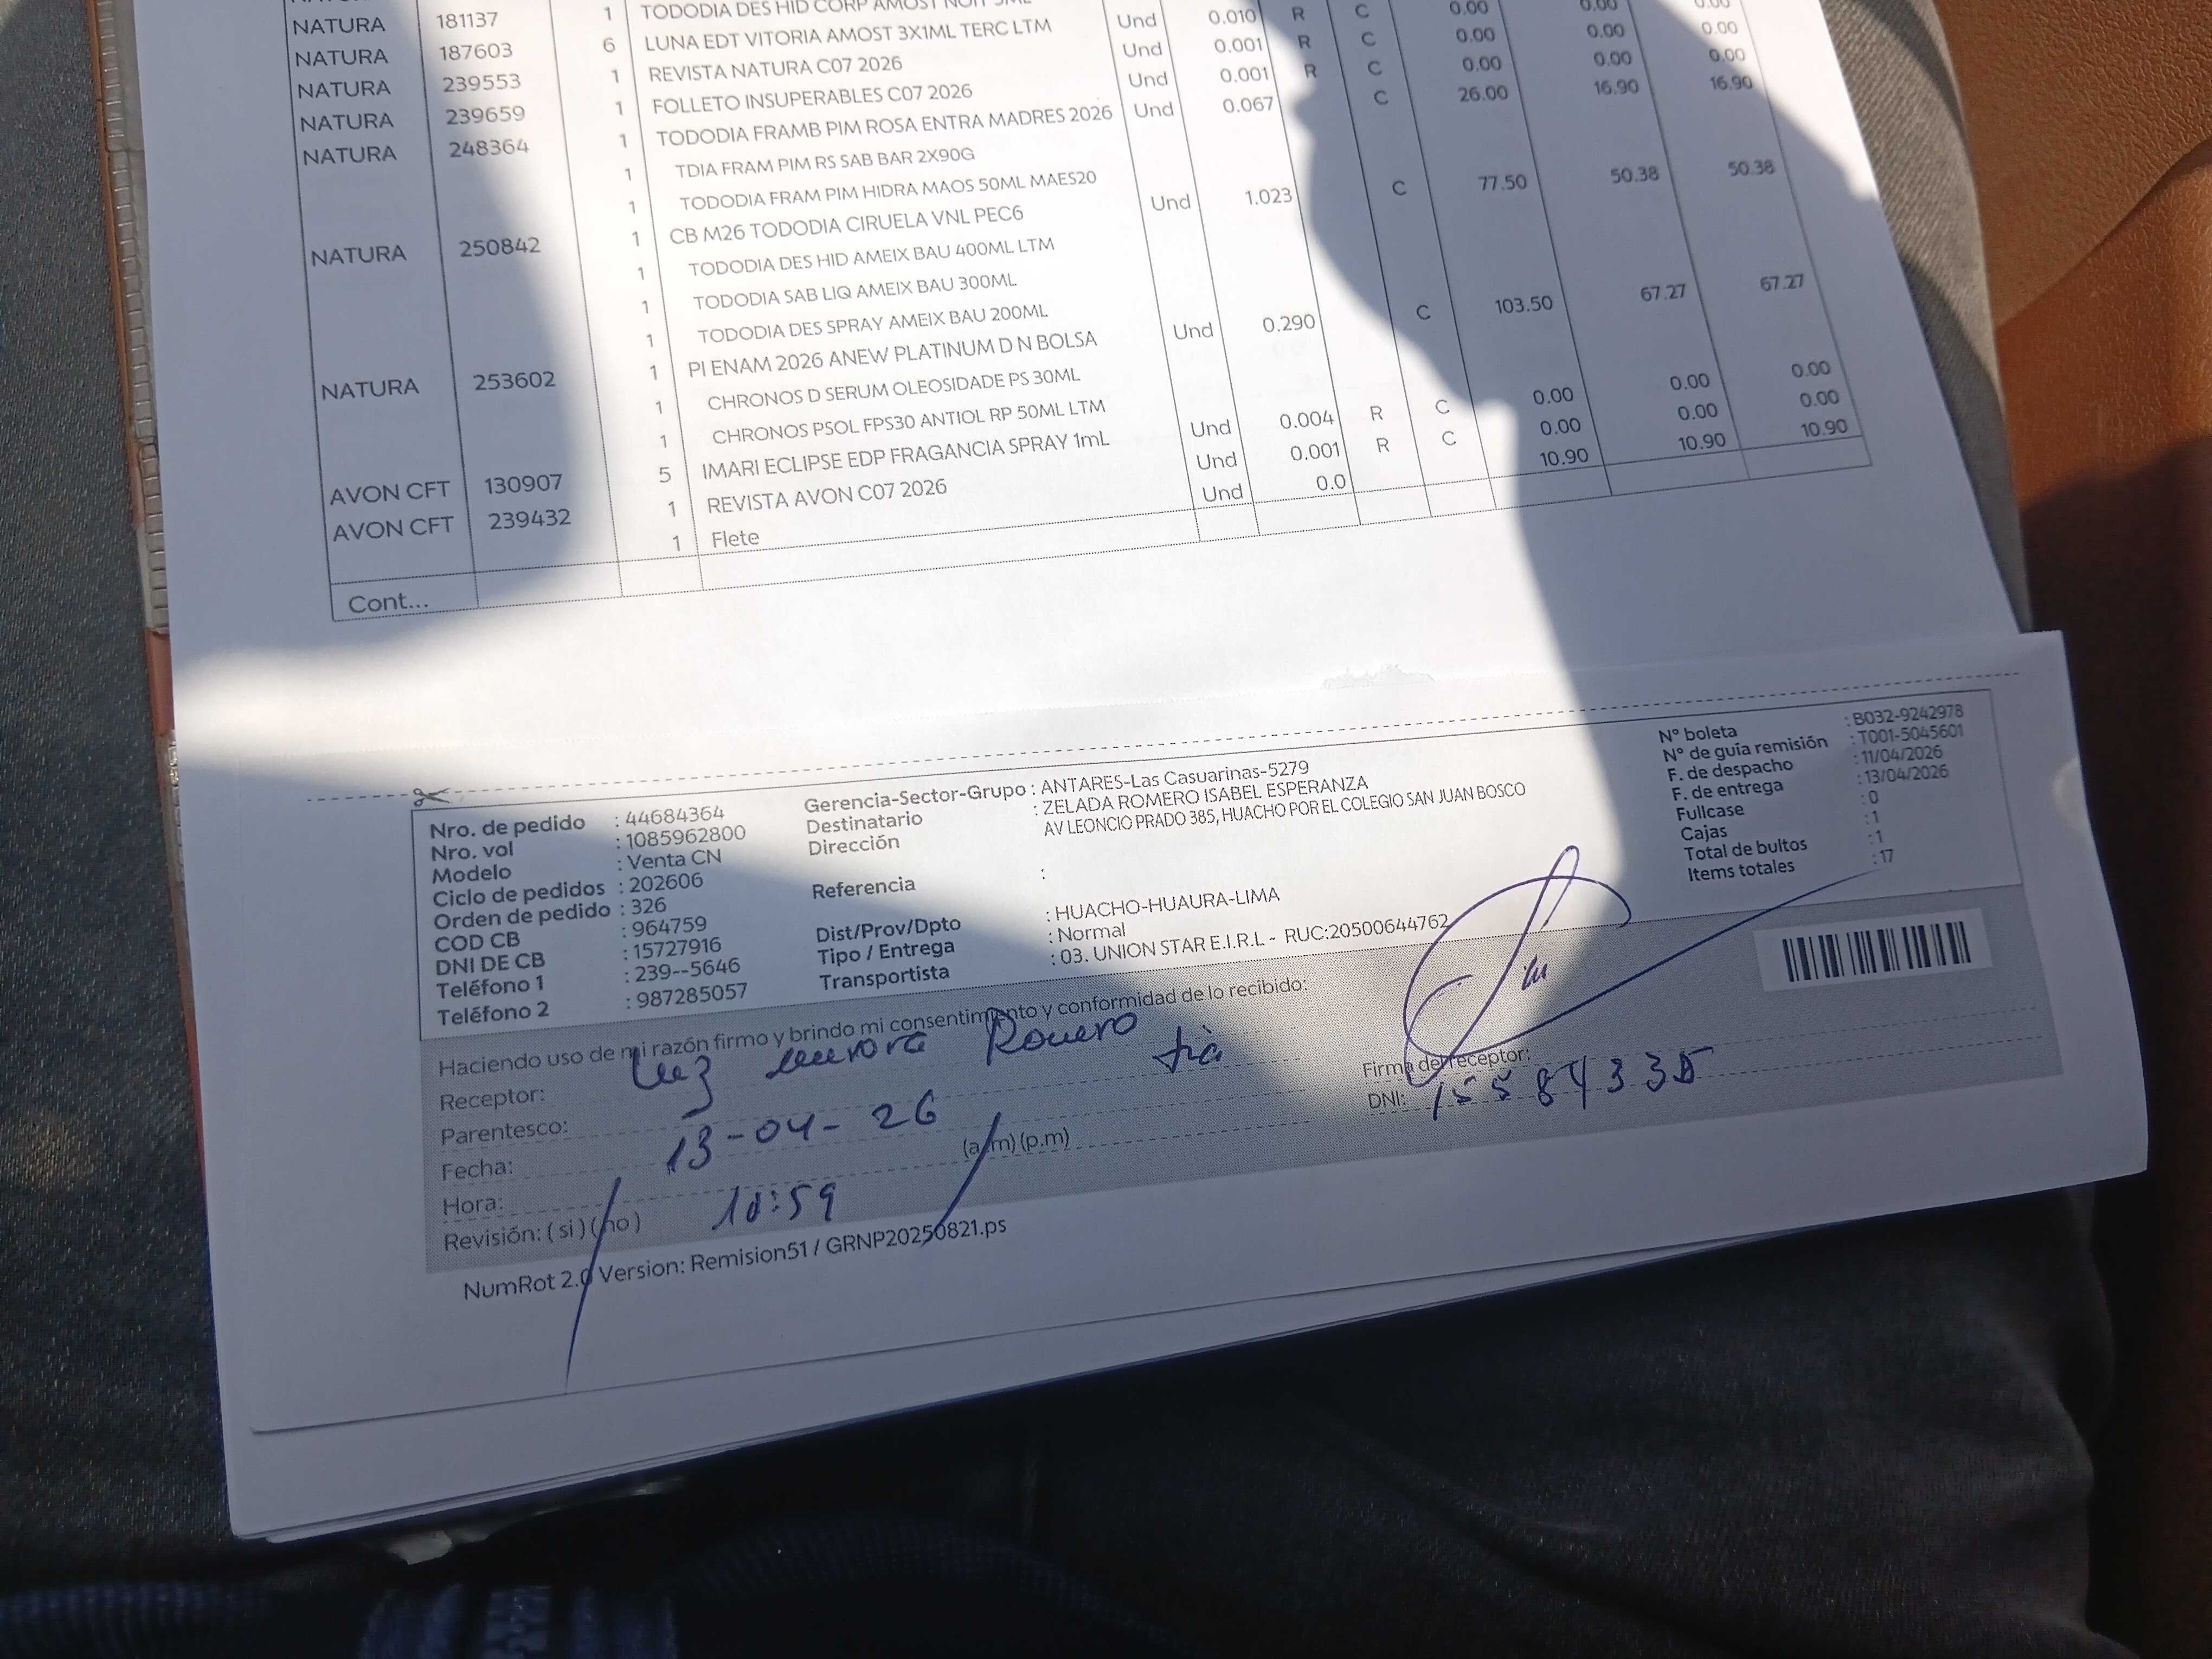 NATURA 181137 1 TODODIA DES HID CORP AMOST
NATURA 187603 6 LUNA EDT VITORIA AMOST 3X1ML TERC LTM Und 0.010 R C 0.00 0.00 0.00
NATURA 239553 1 REVISTA NATURA C07 2026 Und 0.001 R C 0.00 0.00 0.00
NATURA 239659 1 FOLLETO INSUPERABLES C07 2026 Und 0.001 R C 0.00 0.00 0.00
NATURA 248364 1 TODODIA FRAMB PIM ROSA ENTRA MADRES 2026 Und 0.067 C 26.00 16.90 16.90
1 TDIA FRAM PIM RS SAB BAR 2X90G
1 TODODIA FRAM PIM HIDRA MAOS 50ML MAES20
NATURA 250842 1 CB M26 TODODIA CIRUELA VNL PEC6 Und 1.023 C 77.50 50.38 50.38
1 TODODIA DES HID AMEIX BAU 400ML LTM
1 TODODIA SAB LIQ AMEIX BAU 300ML
1 TODODIA DES SPRAY AMEIX BAU 200ML
NATURA 253602 1 PI ENAM 2026 ANEW PLATINUM D N BOLSA Und 0.290 C 103.50 67.27 67.27
1 CHRONOS D SERUM OLEOSIDADE PS 30ML
1 CHRONOS PSOL FPS30 ANTIOL RP 50ML LTM
AVON CFT 130907 5 IMARI ECLIPSE EDP FRAGANCIA SPRAY 1mL Und 0.004 R C 0.00 0.00 0.00
AVON CFT 239432 1 REVISTA AVON C07 2026 Und 0.001 R C 0.00 0.00 0.00
1 Flete Und 0.0 10.90 10.90 10.90
Cont...
Nro. de pedido : 44684364
Nro. vol : 1085962800
Modelo : Venta CN
Ciclo de pedidos : 202606
Orden de pedido : 326
COD CB : 964759
DNI DE CB : 15727916
Teléfono 1 : 239--5646
Teléfono 2 : 987285057
Gerencia-Sector-Grupo : ANTARES-Las Casuarinas-5279
Destinatario : ZELADA ROMERO ISABEL ESPERANZA
Dirección AV LEONCIO PRADO 385, HUACHO POR EL COLEGIO SAN JUAN BOSCO
Referencia :
Dist/Prov/Dpto : HUACHO-HUAURA-LIMA
Tipo / Entrega : Normal
Transportista : 03. UNION STAR E.I.R.L - RUC:20500644762
N° boleta : B032-9242978
N° de guía remisión : T001-5045601
F. de despacho : 11/04/2026
F. de entrega : 13/04/2026
Fullcase : 0
Cajas : 1
Total de bultos : 1
Items totales : 17
Haciendo uso de mi razón firmo y brindo mi consentimiento y conformidad de lo recibido:
Receptor: Luz Aurora Romero
Parentesco: tia
Fecha: 13-04-26
Hora: 10:59 (a.m) (p.m)
Revisión: ( si ) ( no )
Firma del receptor:
DNI: 15584335
NumRot 2.0 Version: Remision51 / GRNP20250821.ps